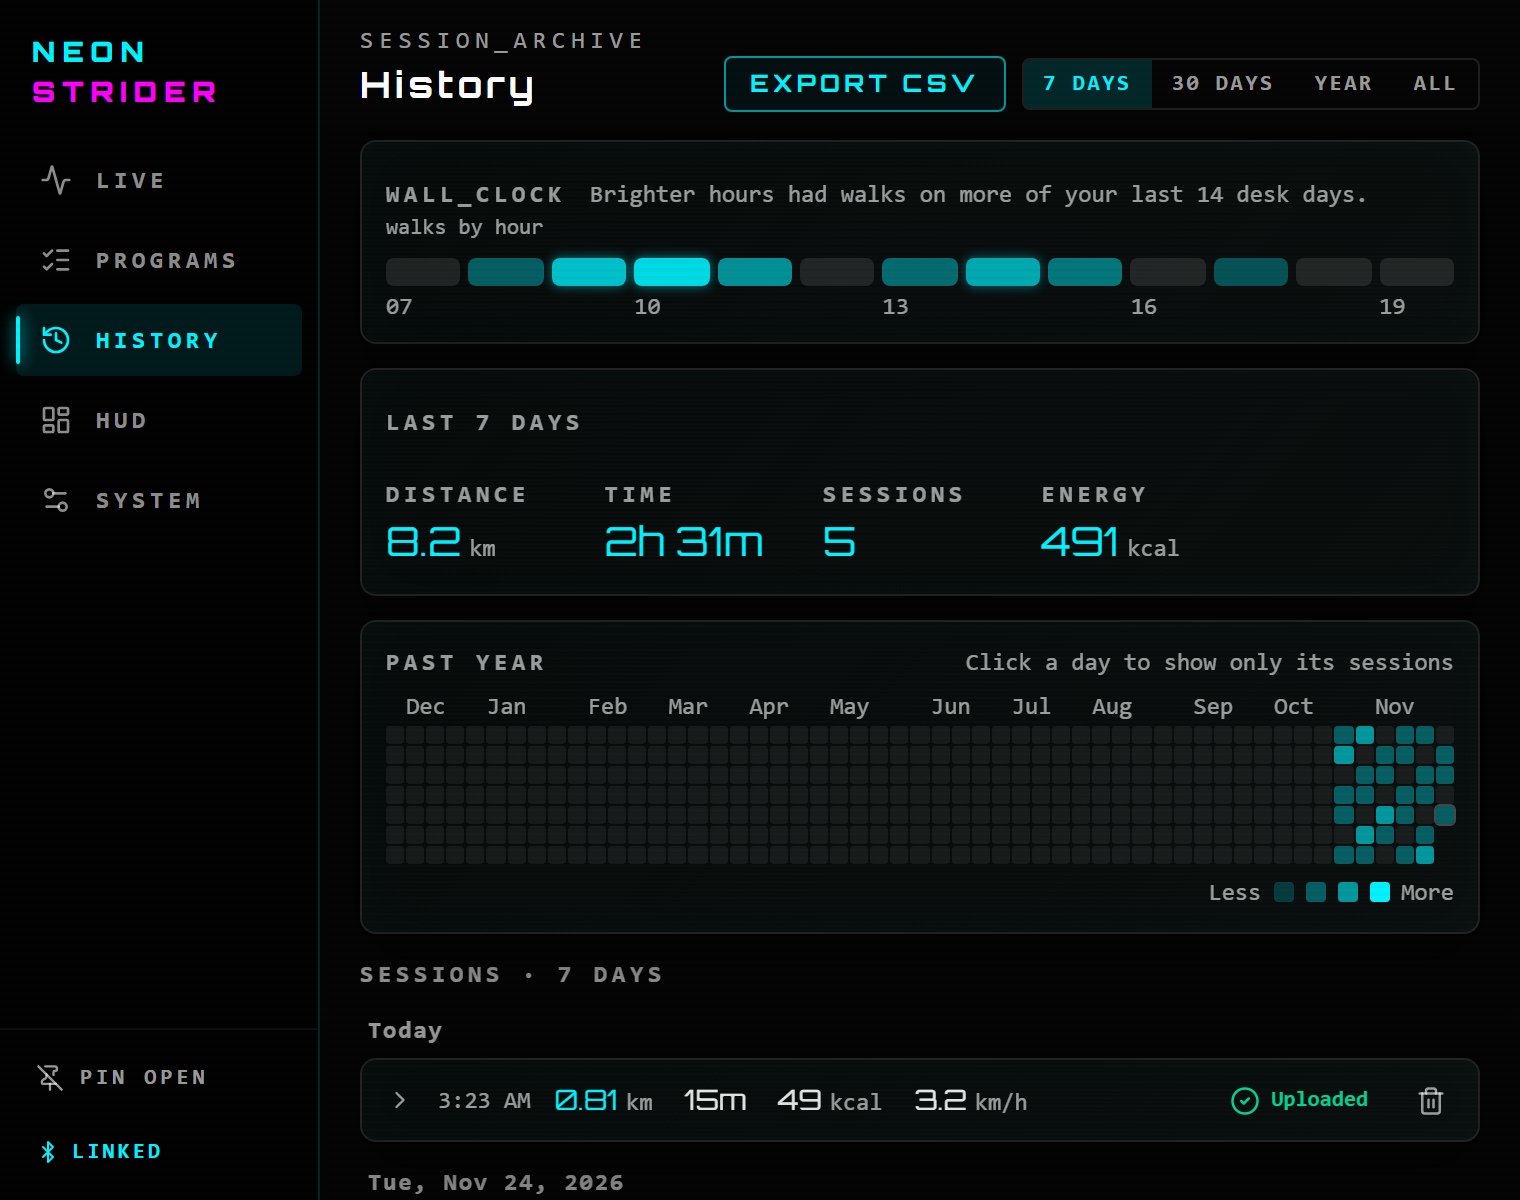 NEON
STRIDER
LIVE
PROGRAMS
HISTORY
HUD
SYSTEM
PIN OPEN
LINKED
SESSION_ARCHIVE
History
EXPORT CSV
7 DAYS 30 DAYS YEAR ALL
WALL_CLOCK Brighter hours had walks on more of your last 14 desk days.
walks by hour
07 10 13 16 19
LAST 7 DAYS
DISTANCE TIME SESSIONS ENERGY
8.2 km 2h 31m 5 491 kcal
PAST YEAR Click a day to show only its sessions
Dec Jan Feb Mar Apr May Jun Jul Aug Sep Oct Nov
Less More
SESSIONS · 7 DAYS
Today
3:23 AM 0.81 km 15m 49 kcal 3.2 km/h Uploaded
Tue, Nov 24, 2026